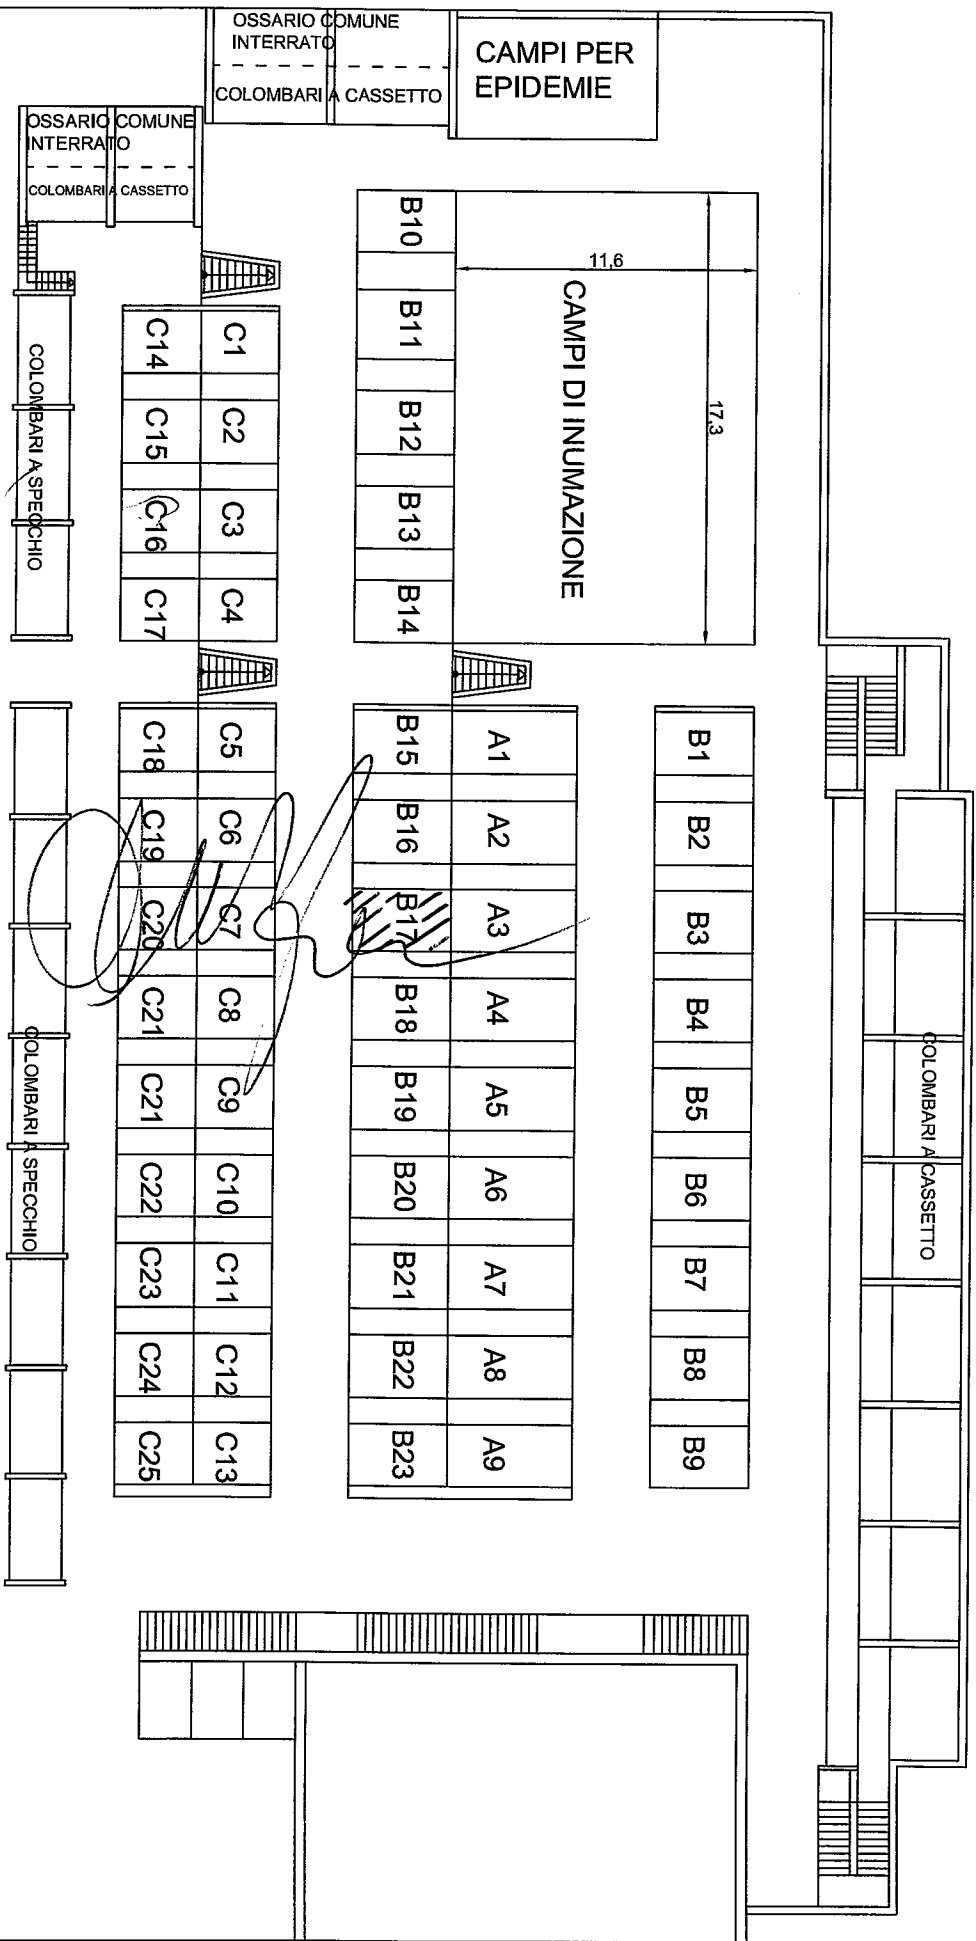 OSSARIO COMUNE
INTERRATO
COLOMBARI A CASSETTO
CAMPI PER
EPIDEMIE
OSSARIO COMUNE
INTERRATO
COLOMBARI A CASSETTO
CAMPI DI INUMAZIONE
11,6
17,3
B10
B11
B12
B13
B14
C1
C2
C3
C4
C14
C15
C16
C17
COLOMBARI A SPECCHIO
B1
B2
B3
B4
B5
B6
B7
B8
B9
A1
A2
A3
A4
A5
A6
A7
A8
A9
B15
B16
B17
B18
B19
B20
B21
B22
B23
C5
C6
C7
C8
C9
C10
C11
C12
C13
C18
C19
C20
C21
C21
C22
C23
C24
C25
COLOMBARI A SPECCHIO
COLOMBARI A CASSETTO